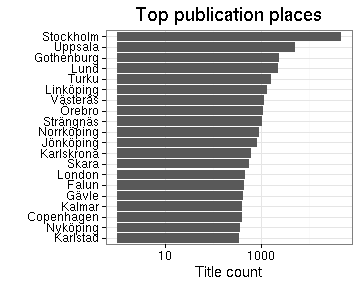 Top publication places
Stockholm
Uppsala
Gothenburg
Lund
Turku
Linköping
Västerås
Örebro
Strängnäs
Norrköping
Jönköping
Karlskrona
Skara
London
Falun
Gävle
Kalmar
Copenhagen
Nyköping
Karlstad
10 1000
Title count